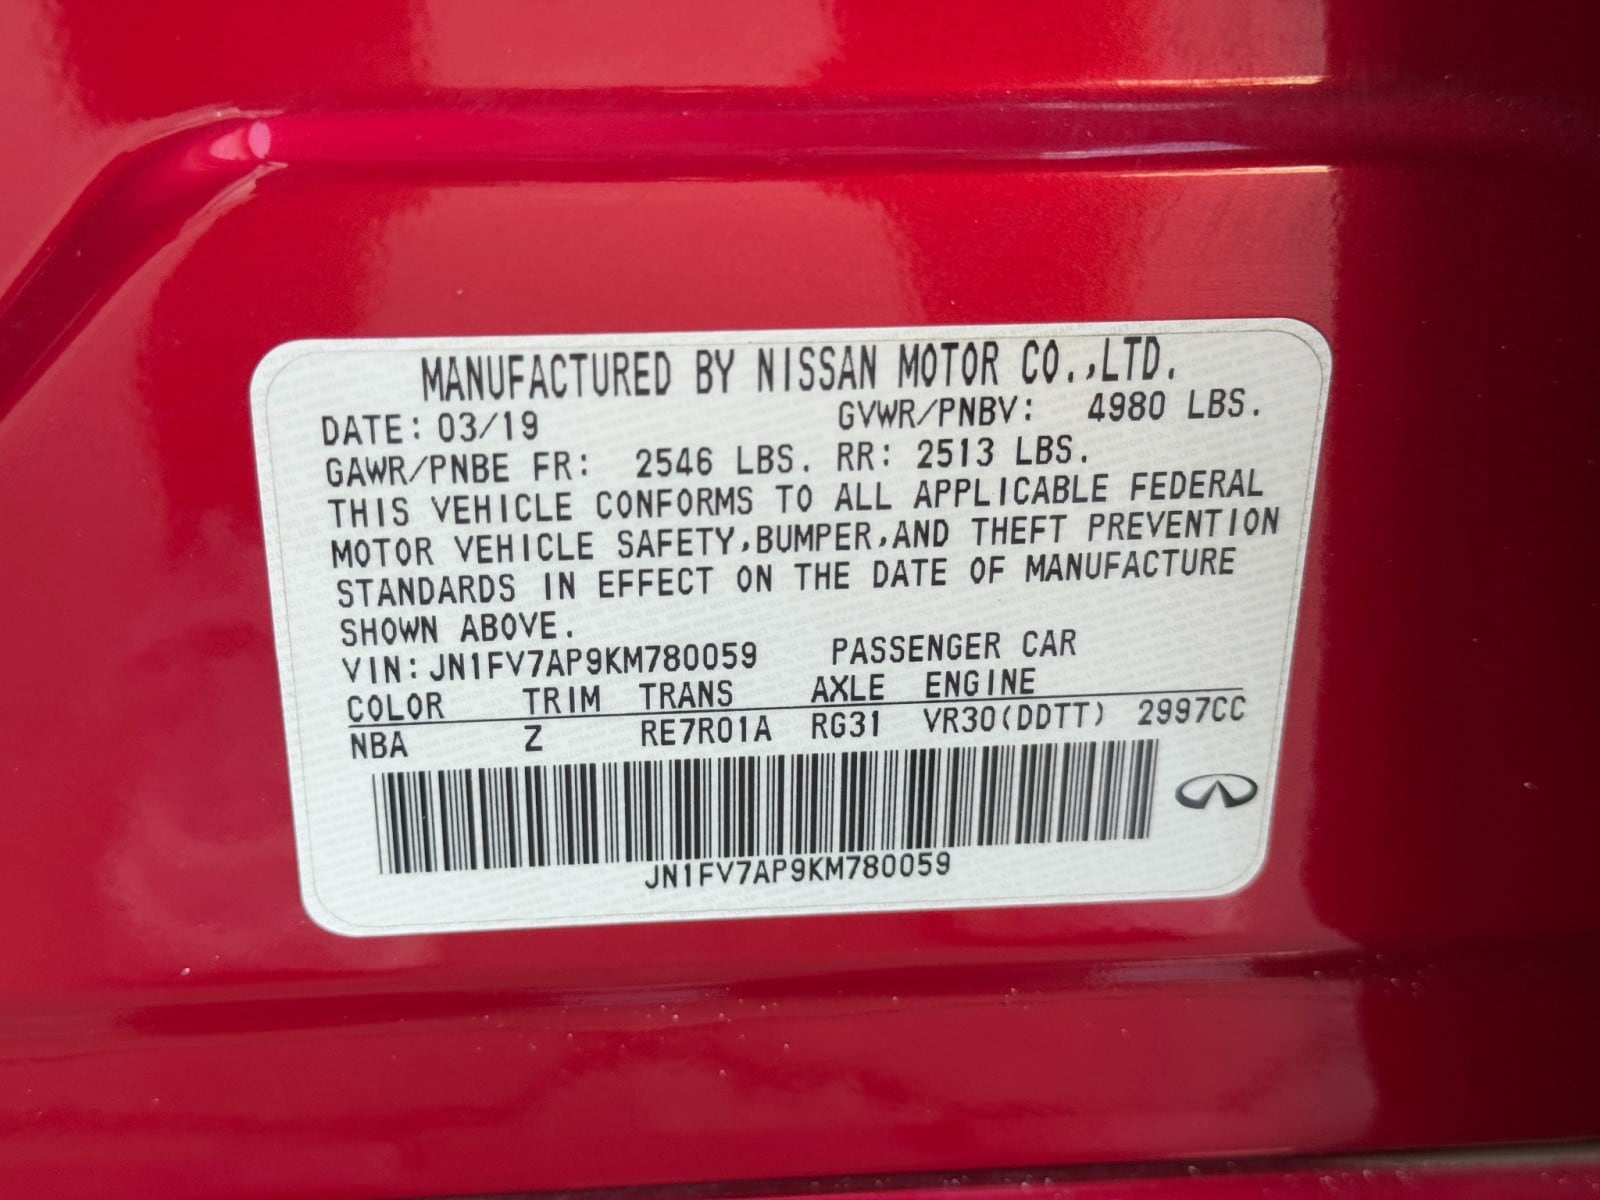 MANUFACTURED BY NISSAN MOTOR CO.,LTD.
DATE: 03/19 GVWR/PNBV: 4980 LBS.
GAWR/PNBE FR: 2546 LBS. RR: 2513 LBS.
THIS VEHICLE CONFORMS TO ALL APPLICABLE FEDERAL
MOTOR VEHICLE SAFETY,BUMPER,AND THEFT PREVENTION
STANDARDS IN EFFECT ON THE DATE OF MANUFACTURE
SHOWN ABOVE.
VIN: JN1FV7AP9KM780059 PASSENGER CAR
COLOR TRIM TRANS AXLE ENGINE
NBA Z RE7R01A RG31 VR30(DDTT) 2997CC
JN1FV7AP9KM780059